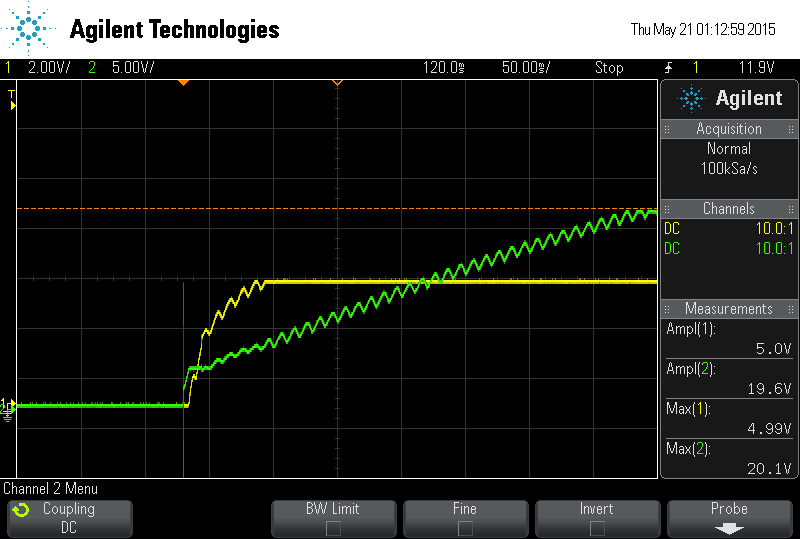 Agilent Technologies
Thu May 21 01:12:59 2015
1 2.00V/ 2 5.00V/ 120.0ms 50.00ms/ Stop 1 11.9V
T
Agilent
Acquisition
Normal
100kSa/s
Channels
DC 10.0:1
DC 10.0:1
Measurements
Ampl(1):
5.0V
Ampl(2):
19.6V
Max(1):
4.99V
Max(2):
20.1V
Channel 2 Menu
Coupling
DC
BW Limit
Fine
Invert
Probe